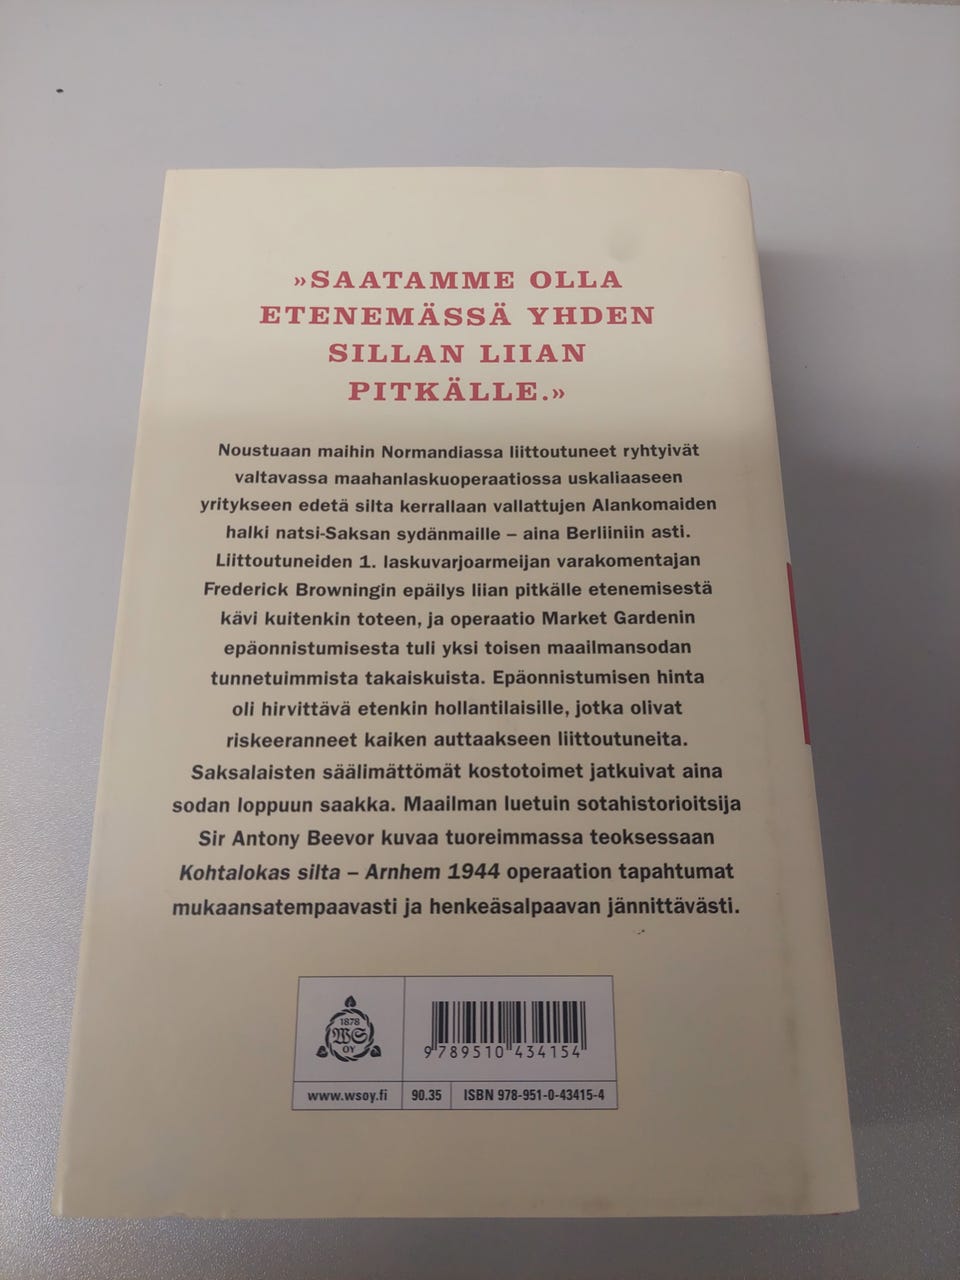 »SAATAMME OLLA
ETENEMÄSSÄ YHDEN
SILLAN LIIAN
PITKÄLLE.»
Noustuaan maihin Normandiassa liittoutuneet ryhtyivät
valtavassa maahanlaskuoperaatiossa uskaliaaseen
yritykseen edetä silta kerrallaan vallattujen Alankomaiden
halki natsi-Saksan sydänmaille – aina Berliiniin asti.
Liittoutuneiden 1. laskuvarjoarmeijan varakomentajan
Frederick Browningin epäilys liian pitkälle etenemisestä
kävi kuitenkin toteen, ja operaatio Market Gardenin
epäonnistumisesta tuli yksi toisen maailmansodan
tunnetuimmista takaiskuista. Epäonnistumisen hinta
oli hirvittävä etenkin hollantilaisille, jotka olivat
riskeeranneet kaiken auttaakseen liittoutuneita.
Saksalaisten säälimättömät kostotoimet jatkuivat aina
sodan loppuun saakka. Maailman luetuin sotahistorioitsija
Sir Antony Beevor kuvaa tuoreimmassa teoksessaan
Kohtalokas silta – Arnhem 1944 operaation tapahtumat
mukaansatempaavasti ja henkeäsalpaavan jännittävästi.
1878
WS
OY
9 789510 434154
www.wsoy.fi 90.35 ISBN 978-951-0-43415-4